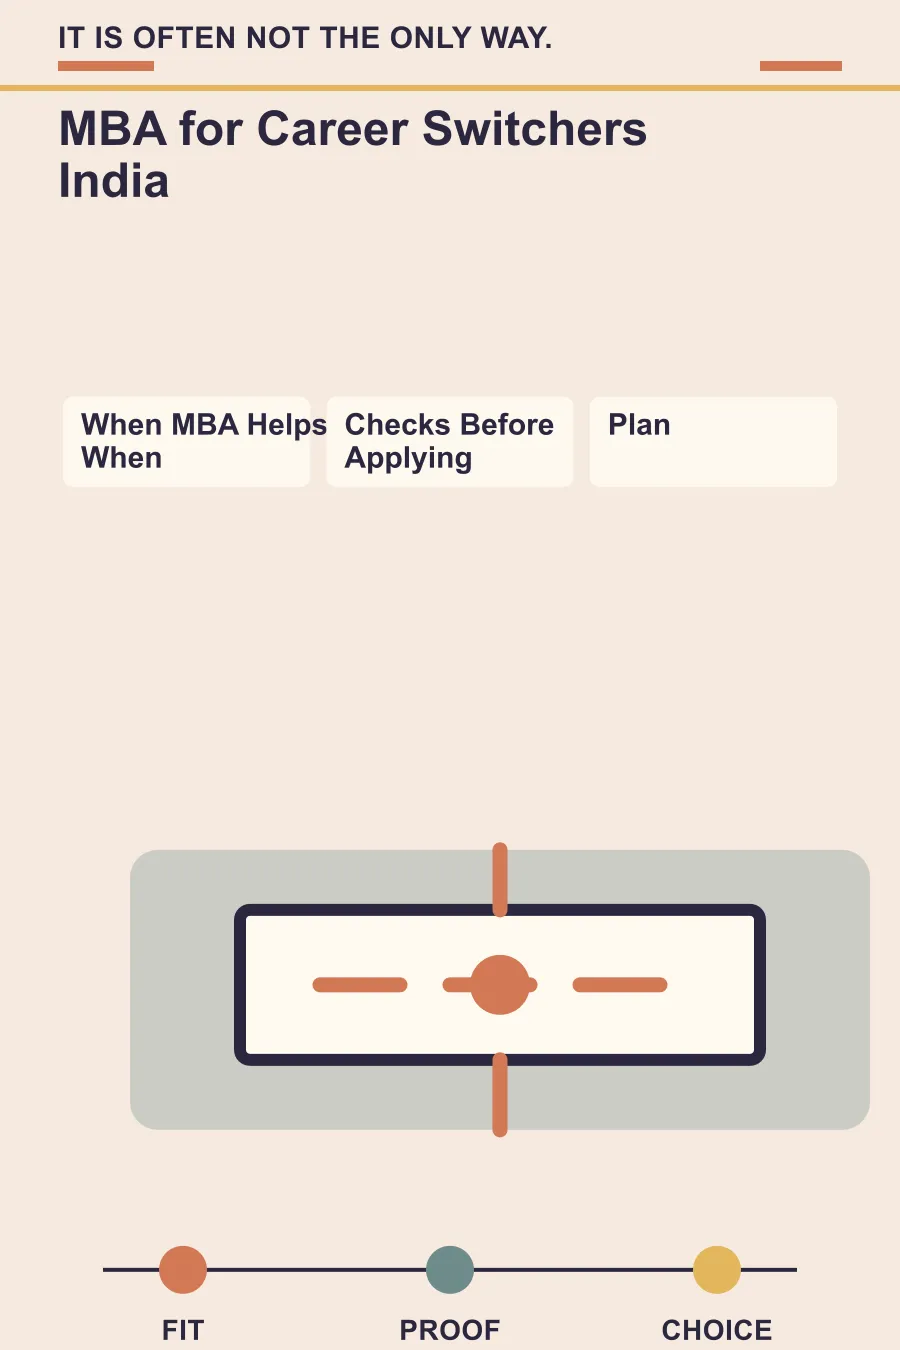 IT IS OFTEN NOT THE ONLY WAY.
MBA for Career Switchers
India
When MBA Helps
When
Checks Before
Applying
Plan
FIT
PROOF
CHOICE